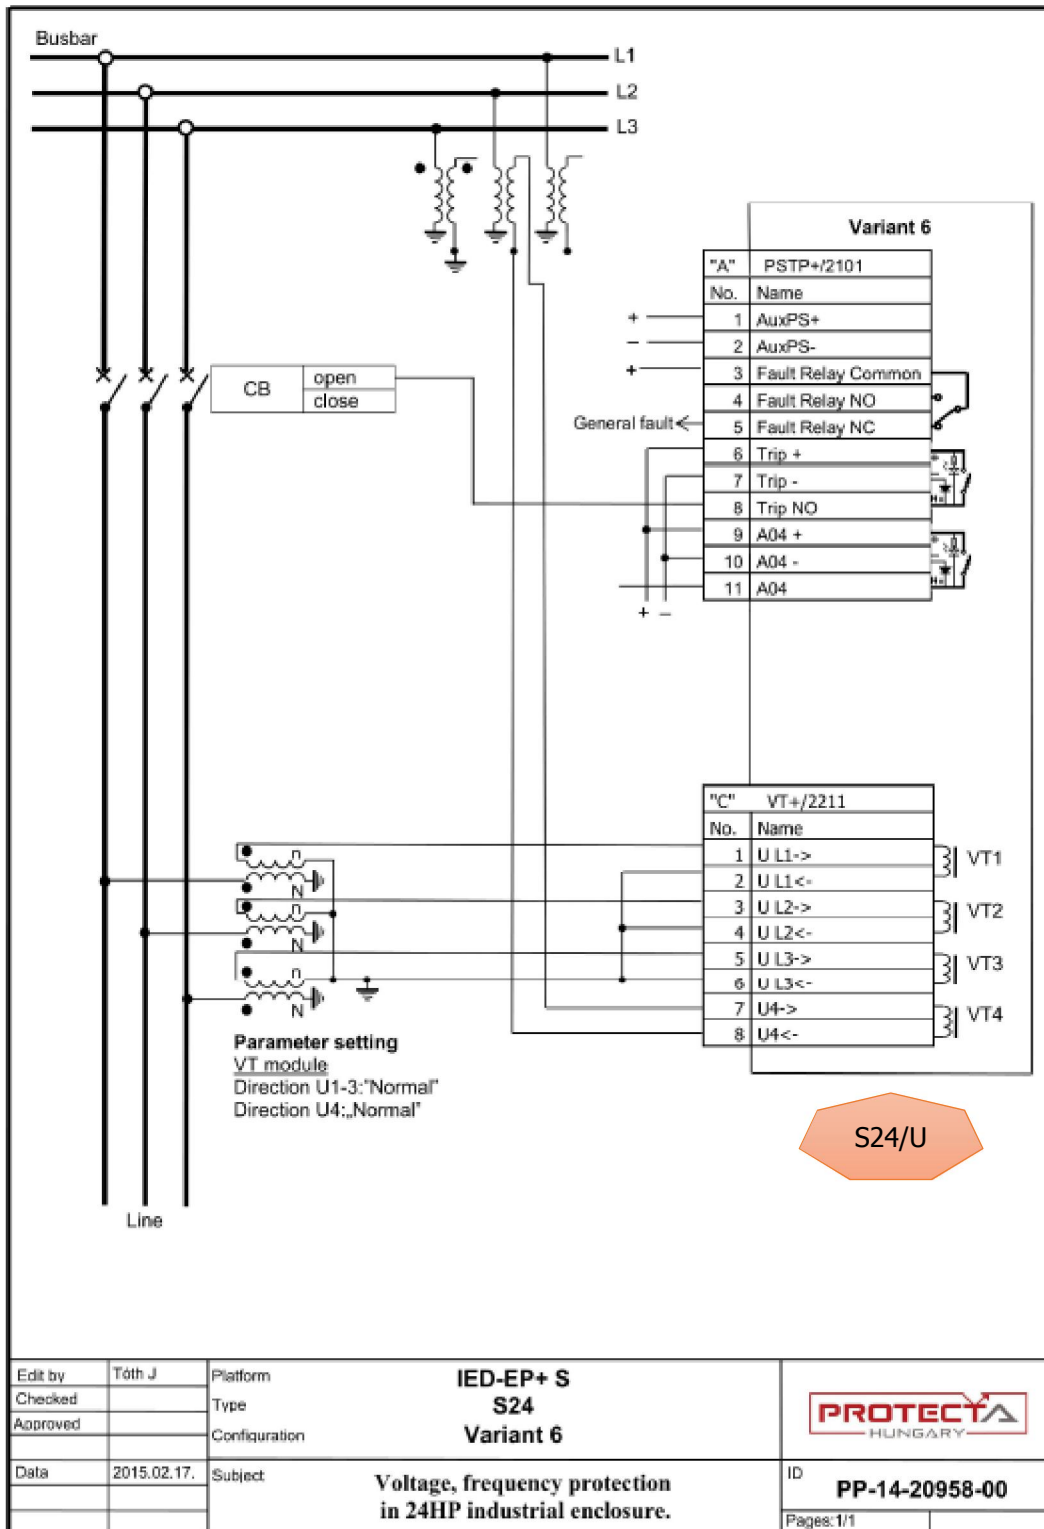 Busbar
L1
L2
L3
Variant 6
"A" PSTP+/2101
No. Name
+ 1 AuxPS+
– 2 AuxPS-
+ 3 Fault Relay Common
4 Fault Relay NO
General fault 5 Fault Relay NC
6 Trip +
7 Trip -
8 Trip NO
9 A04 +
10 A04 -
11 A04
+ –
CB open
close
"C" VT+/2211
No. Name
1 U L1->
2 U L1<-
3 U L2->
4 U L2<-
5 U L3->
6 U L3<-
7 U4->
8 U4<-
VT1
VT2
VT3
VT4
n
N
n
N
n
N
Parameter setting
VT module
Direction U1-3:"Normal"
Direction U4:„Normal"
S24/U
Line
Edit by Tóth J
Checked
Approved
Data 2015.02.17.
Platform IED-EP+ S
Type S24
Configuration Variant 6
Subject Voltage, frequency protection
in 24HP industrial enclosure.
PROTECTA
HUNGARY
ID
PP-14-20958-00
Pages:1/1